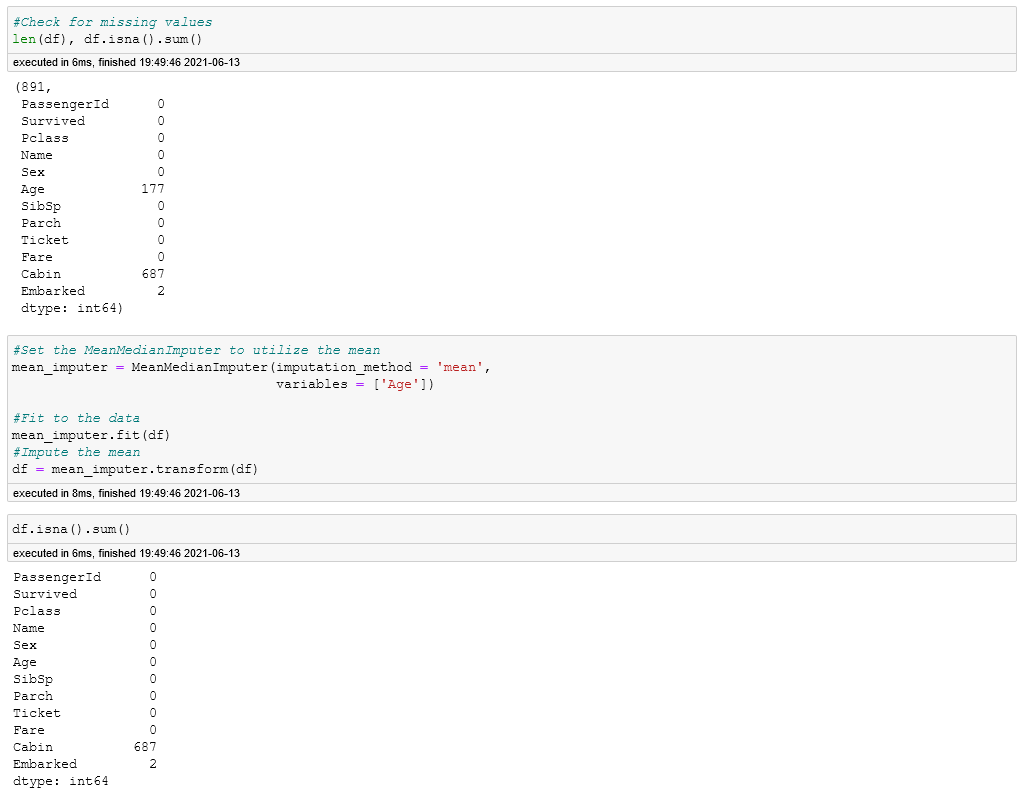 #Check for missing values
len(df), df.isna().sum()
executed in 6ms, finished 19:49:46 2021-06-13
(891,
PassengerId 0
Survived 0
Pclass 0
Name 0
Sex 0
Age 177
SibSp 0
Parch 0
Ticket 0
Fare 0
Cabin 687
Embarked 2
dtype: int64)
#Set the MeanMedianImputer to utilize the mean
mean_imputer = MeanMedianImputer(imputation_method = 'mean',
variables = ['Age'])
#Fit to the data
mean_imputer.fit(df)
#Impute the mean
df = mean_imputer.transform(df)
executed in 8ms, finished 19:49:46 2021-06-13
df.isna().sum()
executed in 6ms, finished 19:49:46 2021-06-13
PassengerId 0
Survived 0
Pclass 0
Name 0
Sex 0
Age 0
SibSp 0
Parch 0
Ticket 0
Fare 0
Cabin 687
Embarked 2
dtype: int64